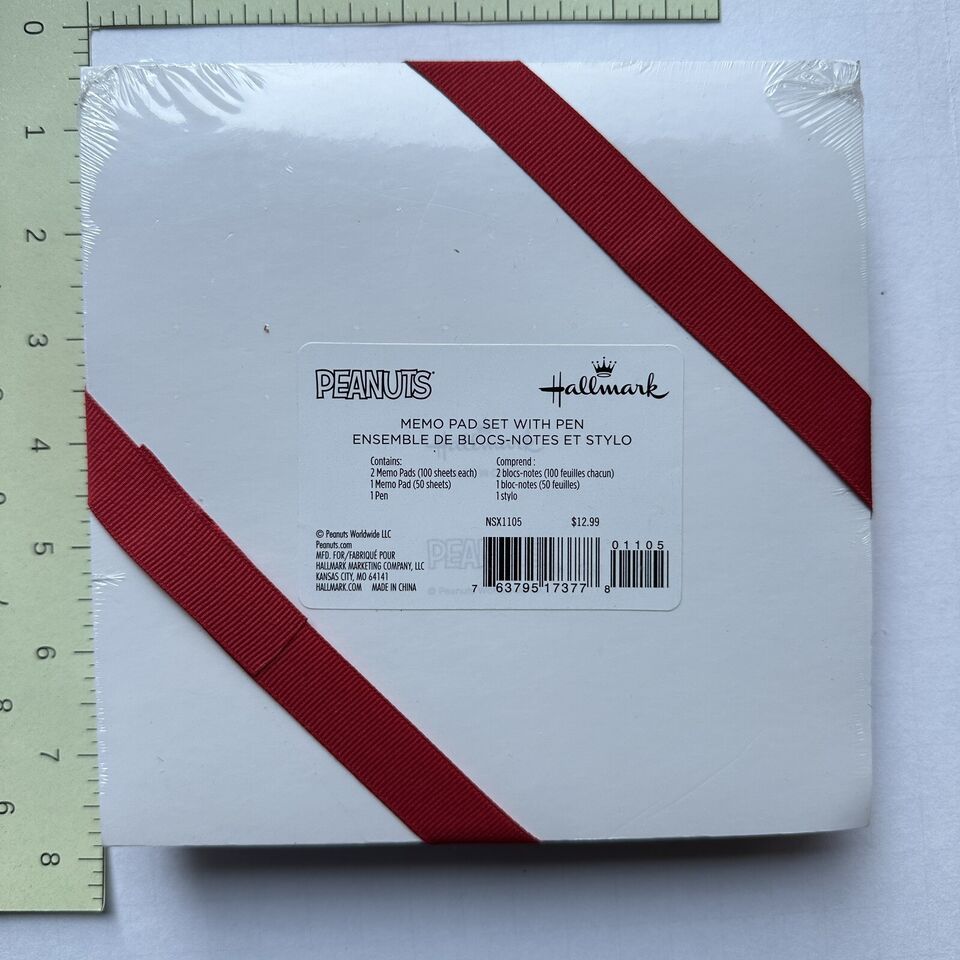 0
1
2
3
4
5
6
7
8
8
6
PEANUTS
Hallmark
MEMO PAD SET WITH PEN
ENSEMBLE DE BLOCS-NOTES ET STYLO
Contains:
2 Memo Pads (100 sheets each)
1 Memo Pad (50 sheets)
1 Pen
Comprend :
2 blocs-notes (100 feuilles chacun)
1 bloc-notes (50 feuilles)
1 stylo
NSX1105 $12.99
© Peanuts Worldwide LLC
Peanuts.com
MFD. FOR/FABRIQUÉ POUR
HALLMARK MARKETING COMPANY, LLC
KANSAS CITY, MO 64141
HALLMARK.COM MADE IN CHINA
01105
7 63795 17377 8